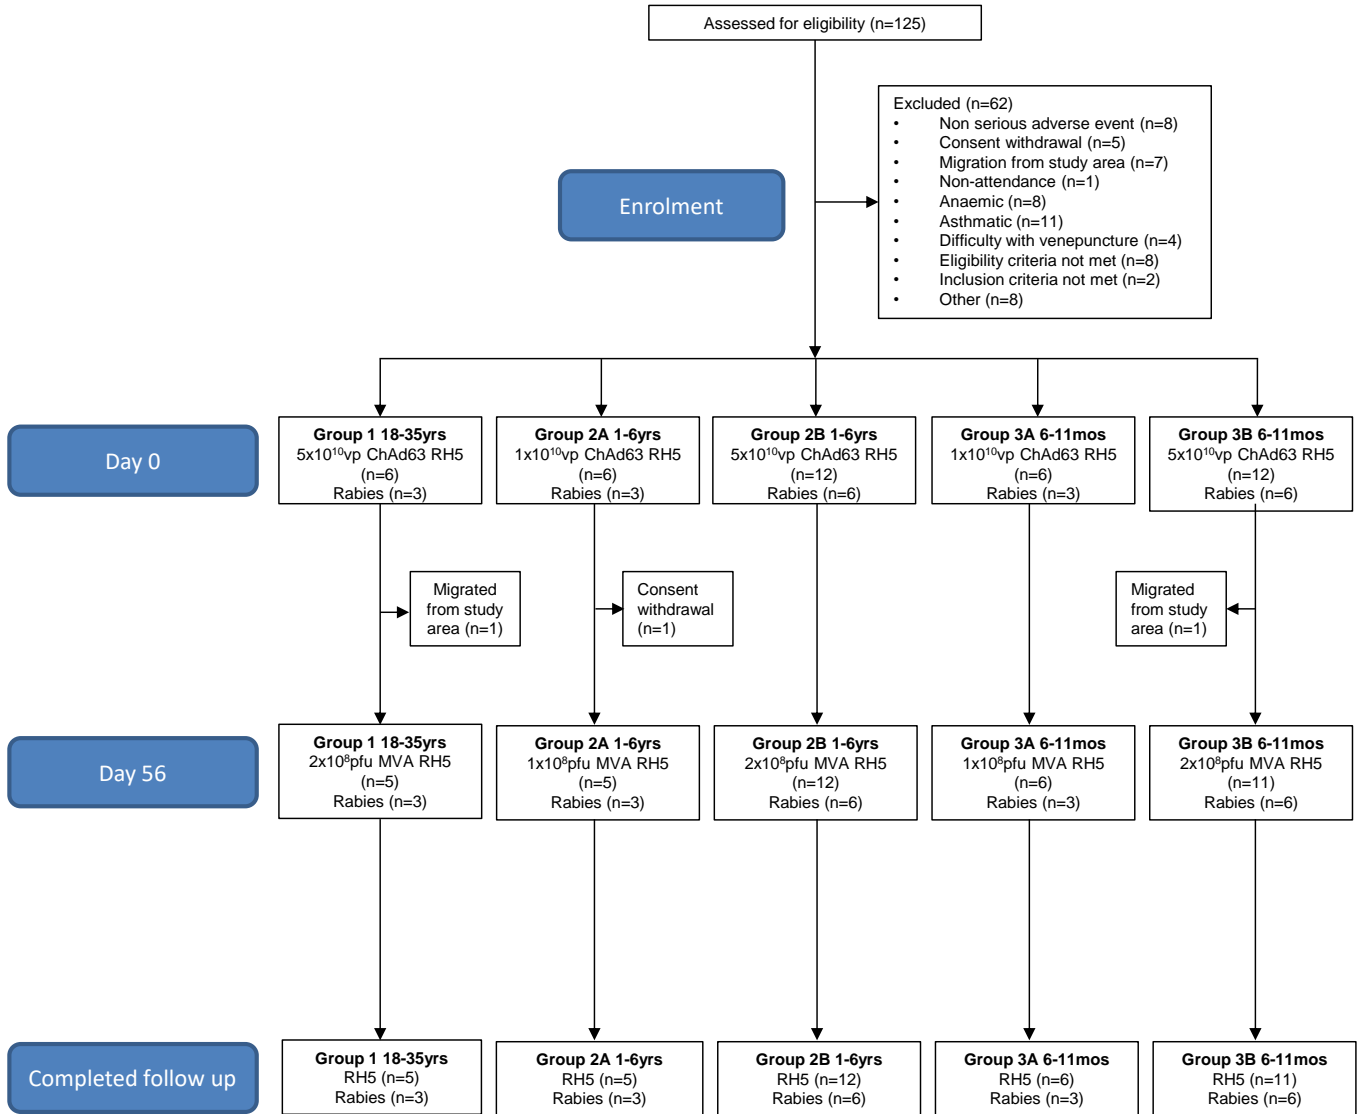 Assessed for eligibility (n=125)
Excluded (n=62)
• Non serious adverse event (n=8)
• Consent withdrawal (n=5)
• Migration from study area (n=7)
• Non-attendance (n=1)
• Anaemic (n=8)
• Asthmatic (n=11)
• Difficulty with venepuncture (n=4)
• Eligibility criteria not met (n=8)
• Inclusion criteria not met (n=2)
• Other (n=8)
Enrolment
Day 0
Group 1 18-35yrs
5x10¹⁰vp ChAd63 RH5
(n=6)
Rabies (n=3)
Group 2A 1-6yrs
1x10¹⁰vp ChAd63 RH5
(n=6)
Rabies (n=3)
Group 2B 1-6yrs
5x10¹⁰vp ChAd63 RH5
(n=12)
Rabies (n=6)
Group 3A 6-11mos
1x10¹⁰vp ChAd63 RH5
(n=6)
Rabies (n=3)
Group 3B 6-11mos
5x10¹⁰vp ChAd63 RH5
(n=12)
Rabies (n=6)
Migrated
from study
area (n=1)
Consent
withdrawal
(n=1)
Migrated
from study
area (n=1)
Day 56
Group 1 18-35yrs
2x10⁸pfu MVA RH5
(n=5)
Rabies (n=3)
Group 2A 1-6yrs
1x10⁸pfu MVA RH5
(n=5)
Rabies (n=3)
Group 2B 1-6yrs
2x10⁸pfu MVA RH5
(n=12)
Rabies (n=6)
Group 3A 6-11mos
1x10⁸pfu MVA RH5
(n=6)
Rabies (n=3)
Group 3B 6-11mos
2x10⁸pfu MVA RH5
(n=11)
Rabies (n=6)
Completed follow up
Group 1 18-35yrs
RH5 (n=5)
Rabies (n=3)
Group 2A 1-6yrs
RH5 (n=5)
Rabies (n=3)
Group 2B 1-6yrs
RH5 (n=12)
Rabies (n=6)
Group 3A 6-11mos
RH5 (n=6)
Rabies (n=3)
Group 3B 6-11mos
RH5 (n=11)
Rabies (n=6)